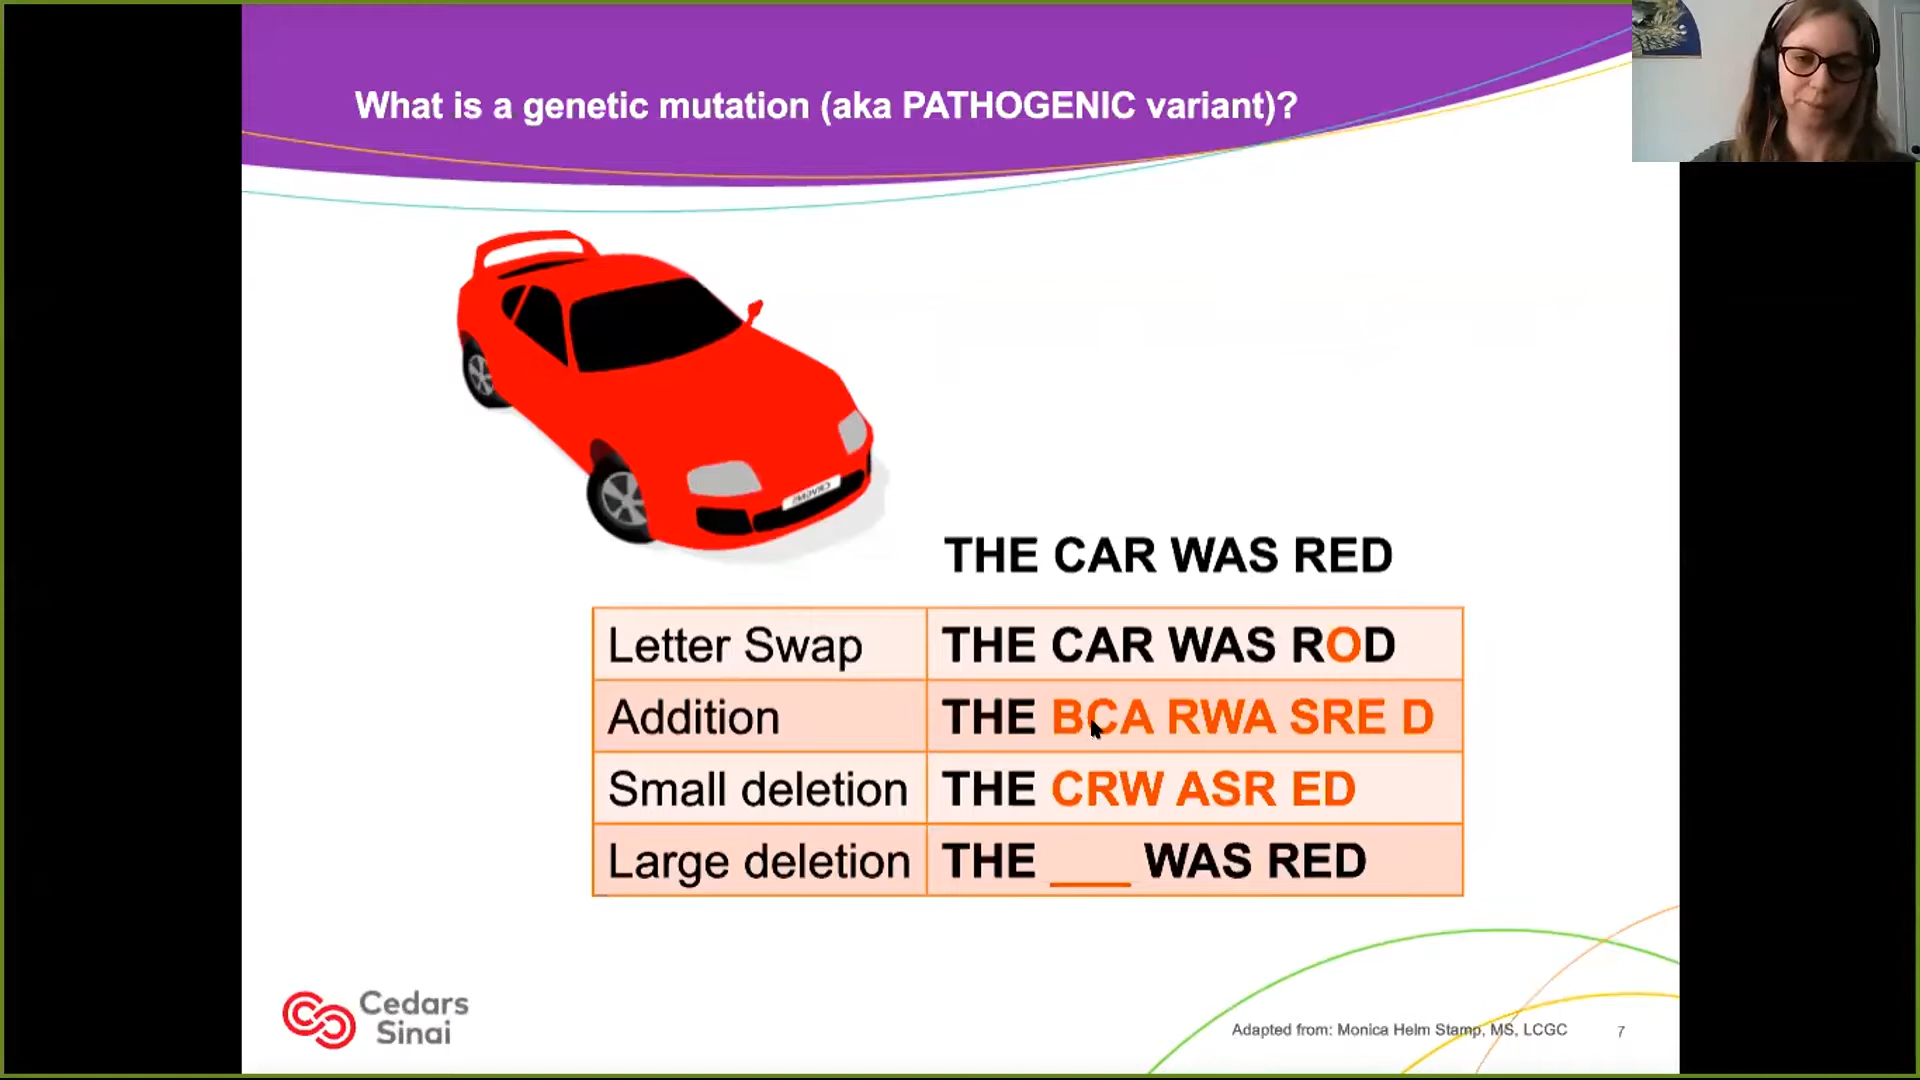 What is a genetic mutation (aka PATHOGENIC variant)?
THE CAR WAS RED
Letter Swap THE CAR WAS ROD
Addition THE BCA RWA SRE D
Small deletion THE CRW ASR ED
Large deletion THE ___ WAS RED
Cedars
Sinai
Adapted from: Monica Helm Stamp, MS, LCGC 7